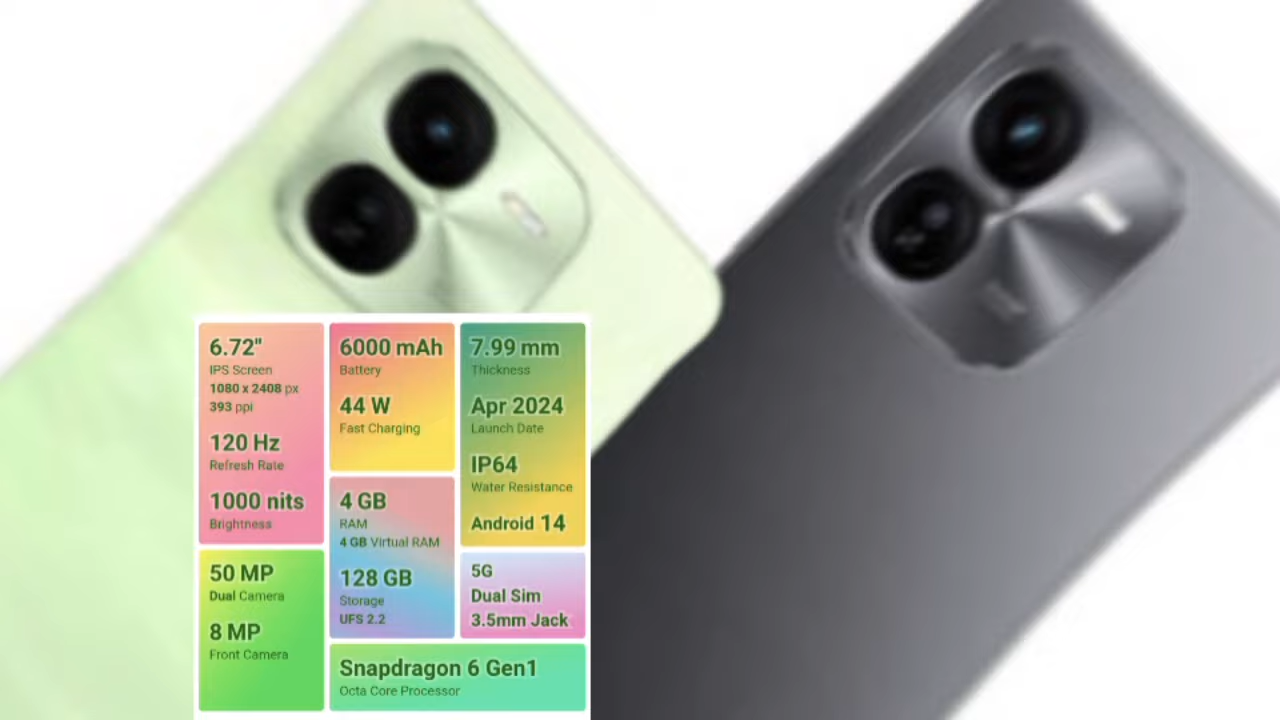 6.72"
IPS Screen
1080 x 2408 px
393 ppi
120 Hz
Refresh Rate
1000 nits
Brightness
50 MP
Dual Camera
8 MP
Front Camera
6000 mAh
Battery
44 W
Fast Charging
4 GB
RAM
4 GB Virtual RAM
128 GB
Storage
UFS 2.2
7.99 mm
Thickness
Apr 2024
Launch Date
IP64
Water Resistance
Android 14
5G
Dual Sim
3.5mm Jack
Snapdragon 6 Gen1
Octa Core Processor